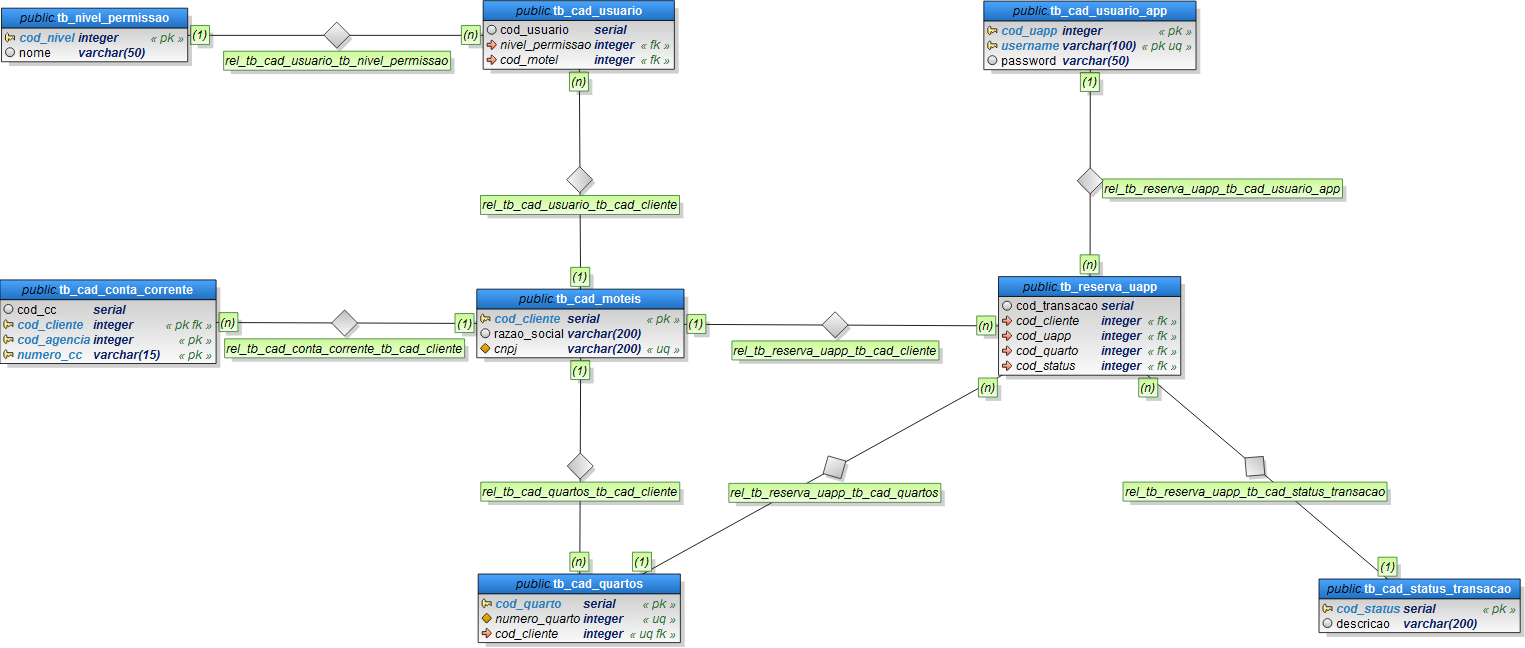 public.tb_nivel_permissao
cod_nivel integer « pk »
nome varchar(50)
(1)
(n)
rel_tb_cad_usuario_tb_nivel_permissao
public.tb_cad_usuario
cod_usuario serial
nivel_permissao integer « fk »
cod_motel integer « fk »
(n)
public.tb_cad_usuario_app
cod_uapp integer « pk »
username varchar(100) « pk uq »
password varchar(50)
(1)
rel_tb_reserva_uapp_tb_cad_usuario_app
rel_tb_cad_usuario_tb_cad_cliente
(1)
(n)
public.tb_cad_conta_corrente
cod_cc serial
cod_cliente integer « pk fk »
cod_agencia integer « pk »
numero_cc varchar(15) « pk »
(n)
(1)
rel_tb_cad_conta_corrente_tb_cad_cliente
public.tb_cad_moteis
cod_cliente serial « pk »
razao_social varchar(200)
cnpj varchar(200) « uq »
(1)
(n)
rel_tb_reserva_uapp_tb_cad_cliente
(1)
public.tb_reserva_uapp
cod_transacao serial
cod_cliente integer « fk »
cod_uapp integer « fk »
cod_quarto integer « fk »
cod_status integer « fk »
(n)
(n)
rel_tb_cad_quartos_tb_cad_cliente
rel_tb_reserva_uapp_tb_cad_quartos
rel_tb_reserva_uapp_tb_cad_status_transacao
(n)
(1)
(1)
public.tb_cad_quartos
cod_quarto serial « pk »
numero_quarto integer « uq »
cod_cliente integer « uq fk »
public.tb_cad_status_transacao
cod_status serial « pk »
descricao varchar(200)